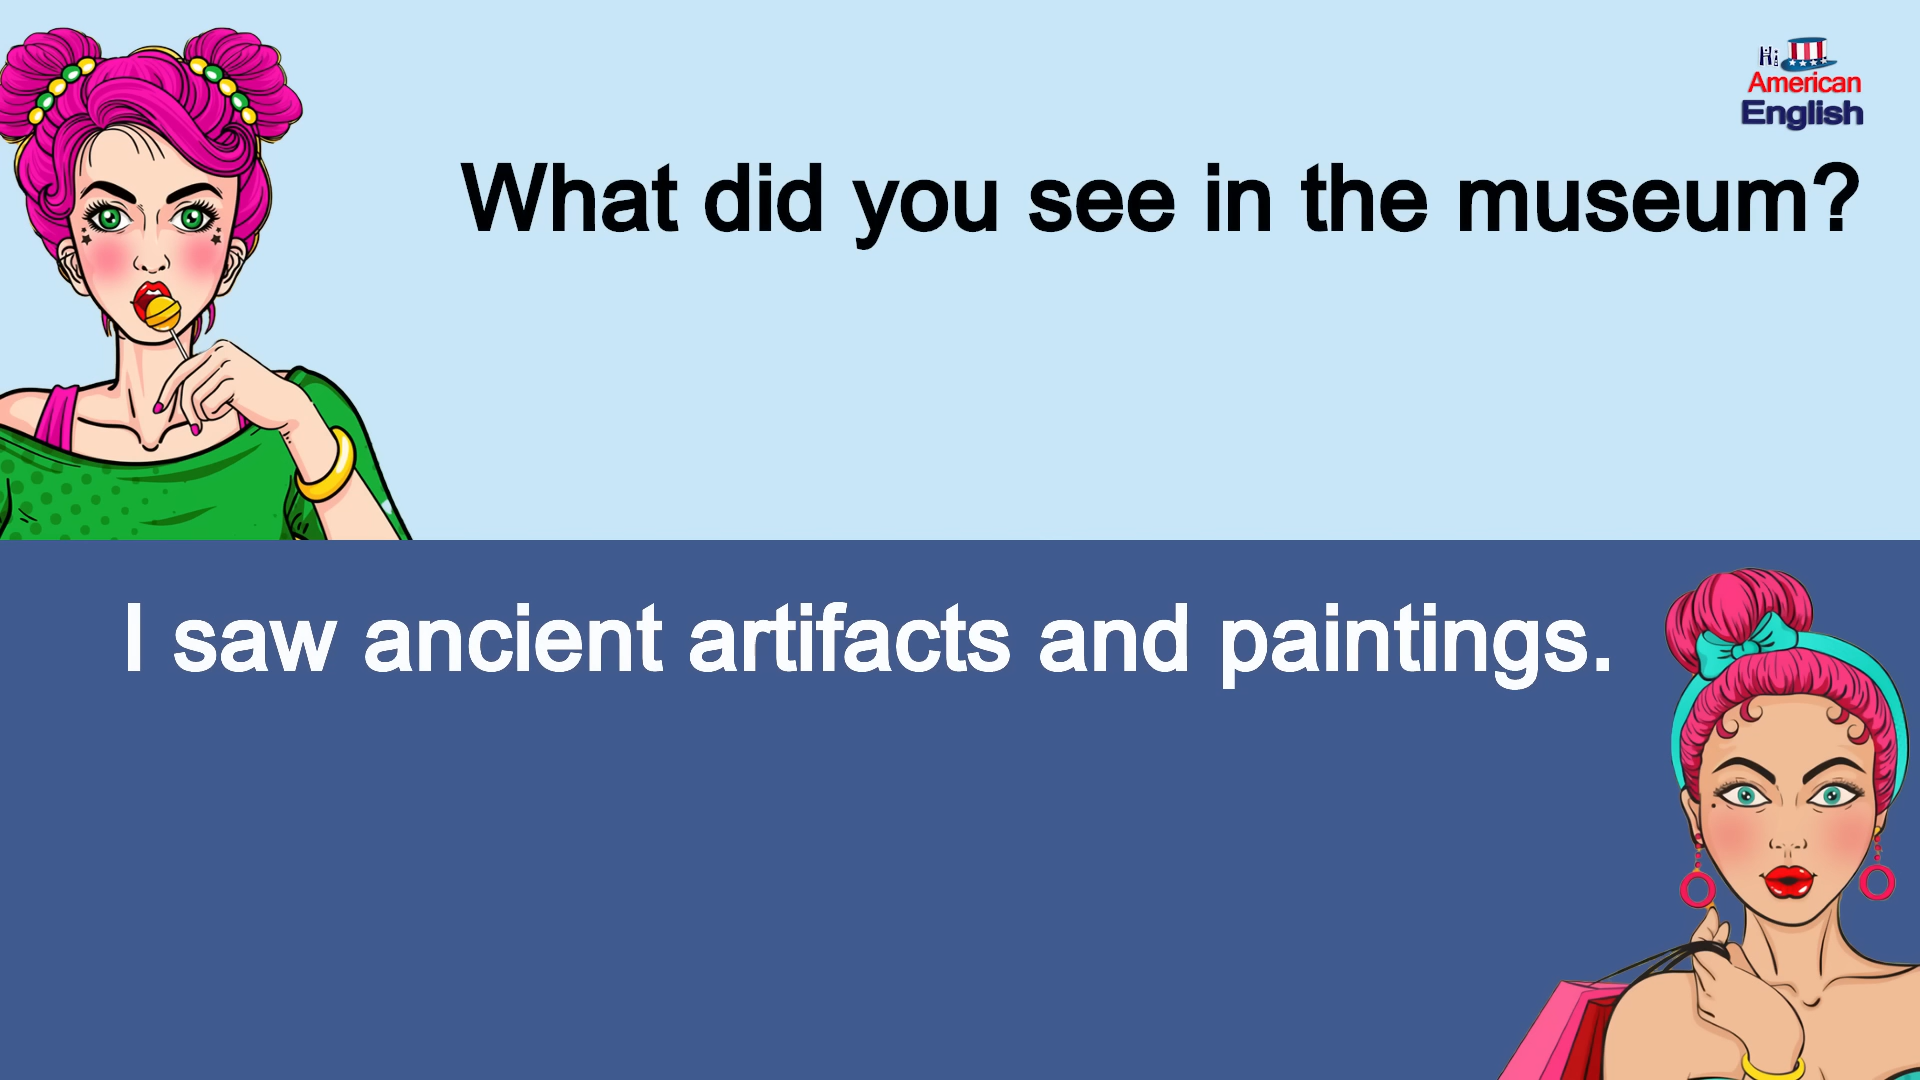 Hi
American
English
What did you see in the museum?
I saw ancient artifacts and paintings.